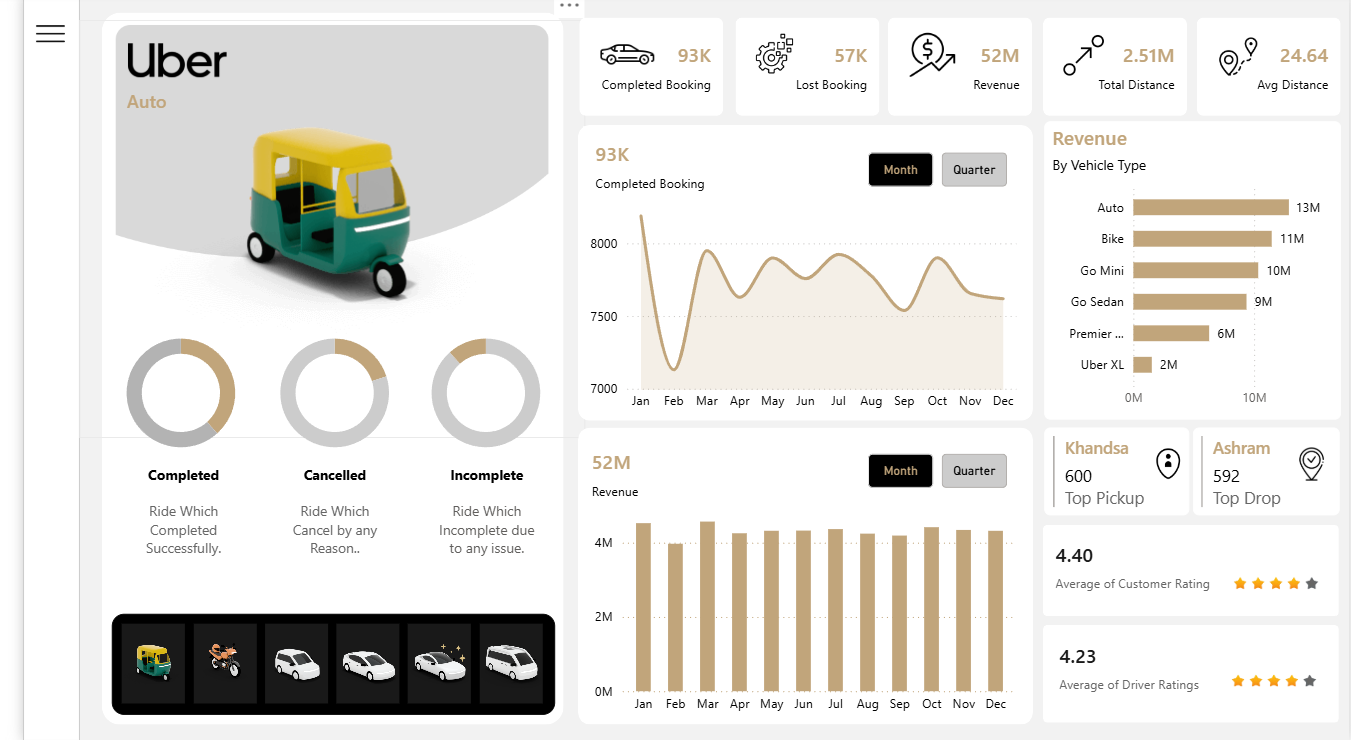 Uber
Auto
Completed
Cancelled
Incomplete
Ride Which
Completed
Successfully.
Ride Which
Cancel by any
Reason..
Ride Which
Incomplete due
to any issue.
93K
Completed Booking
57K
Lost Booking
52M
Revenue
2.51M
Total Distance
24.64
Avg Distance
93K
Completed Booking
Month
Quarter
8000
7500
7000
Jan Feb Mar Apr May Jun Jul Aug Sep Oct Nov Dec
52M
Revenue
Month
Quarter
4M
2M
0M
Jan Feb Mar Apr May Jun Jul Aug Sep Oct Nov Dec
Revenue
By Vehicle Type
Auto 13M
Bike 11M
Go Mini 10M
Go Sedan 9M
Premier ... 6M
Uber XL 2M
0M 10M
Khandsa
600
Top Pickup
Ashram
592
Top Drop
4.40
Average of Customer Rating
4.23
Average of Driver Ratings